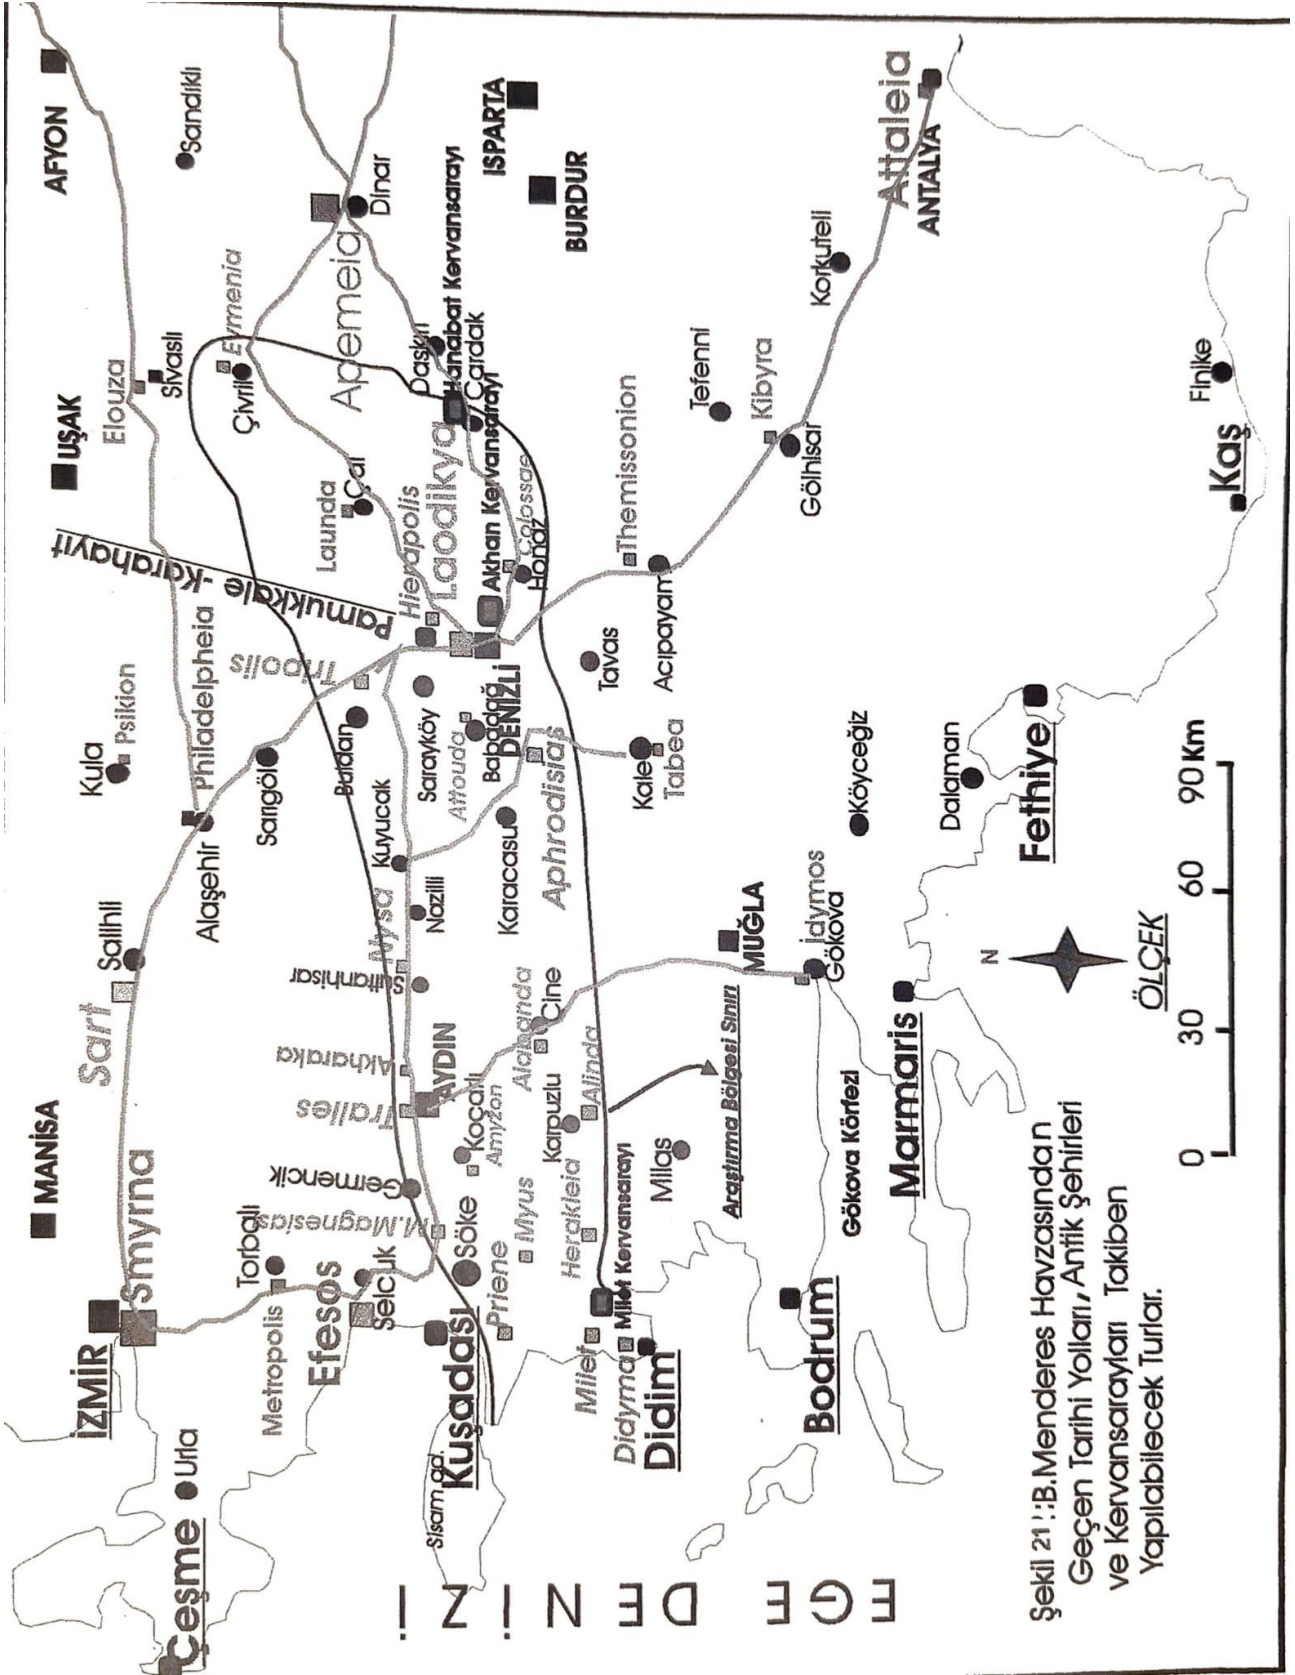 AFYON
Sandıklı
UŞAK
Elouza
Sivaslı
Eymenia
Çivril
Dinar
Apemeia
ISPARTA
BURDUR
Daskırı
Hanabat Kervansarayı
Çardak
Launda
Çal
Hierapolis
Laodikya
Akhan Kervansarayı
Colossae
Honaz
Pamukkale - Karahayıt
Attaleia
ANTALYA
Korkuteli
Tefenni
Kibyra
Gölhisar
Themissonion
Acıpayam
Finike
Kaş
Kula
Psikion
Philadelpheia
Alaşehir
Sarıgöl
Tripolis
Buldan
Sarayköy
Attouda
Babadağ
DENİZLİ
Tavas
Kale
Tabea
Kuyucak
Karacasu
Aphrodisias
Nazilli
Nysa
Sultanhisar
Salihli
Sart
MANİSA
Smyrna
İZMİR
Akharaka
Tralles
AYDIN
Koçarlı
Amyzon
Alabanda
Çine
Karpuzlu
Alinda
MUĞLA
İdymos
Gökova
Köyceğiz
Dalaman
Fethiye
Marmaris
Gökova Körfezi
Araştırma Bölgesi Sınırı
Milas
Milet Kervansarayı
Herakleia
Myus
Priene
Söke
Germencik
M.Magnesias
Torbalı
Metropolis
Efesos
Selcuk
Kuşadası
Sisam ad.
Milet
Didyma
Didim
Bodrum
Urla
Çeşme
EGE DENİZİ
N
ÖLÇEK
0 30 60 90 Km
Şekil 21 :B.Menderes Havzasından
Geçen Tarihi Yolları, Antik Şehirleri
ve Kervansarayları Takiben
Yapılabilecek Turlar.